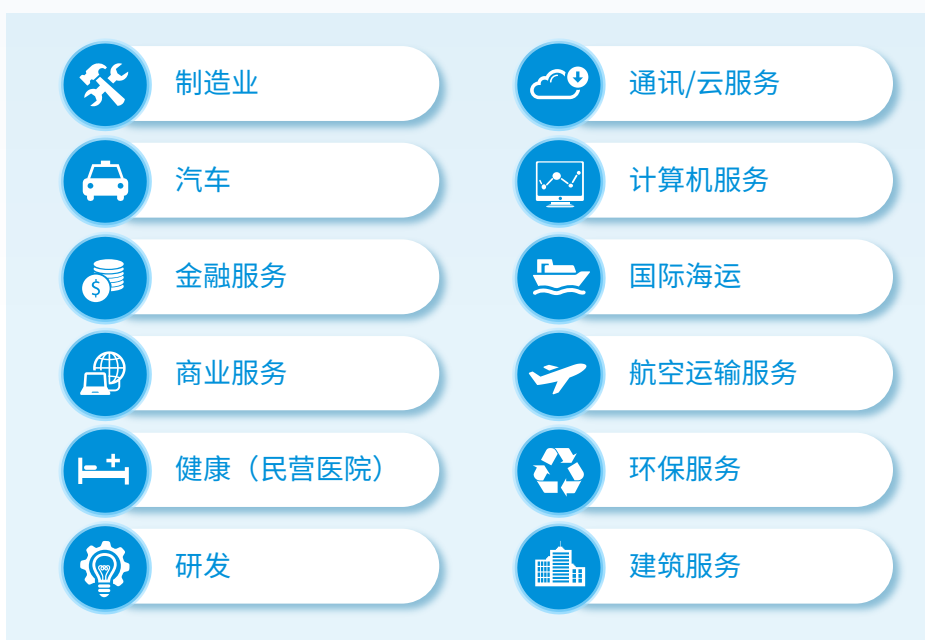 制造业
汽车
金融服务
商业服务
健康（民营医院）
研发
通讯/云服务
计算机服务
国际海运
航空运输服务
环保服务
建筑服务